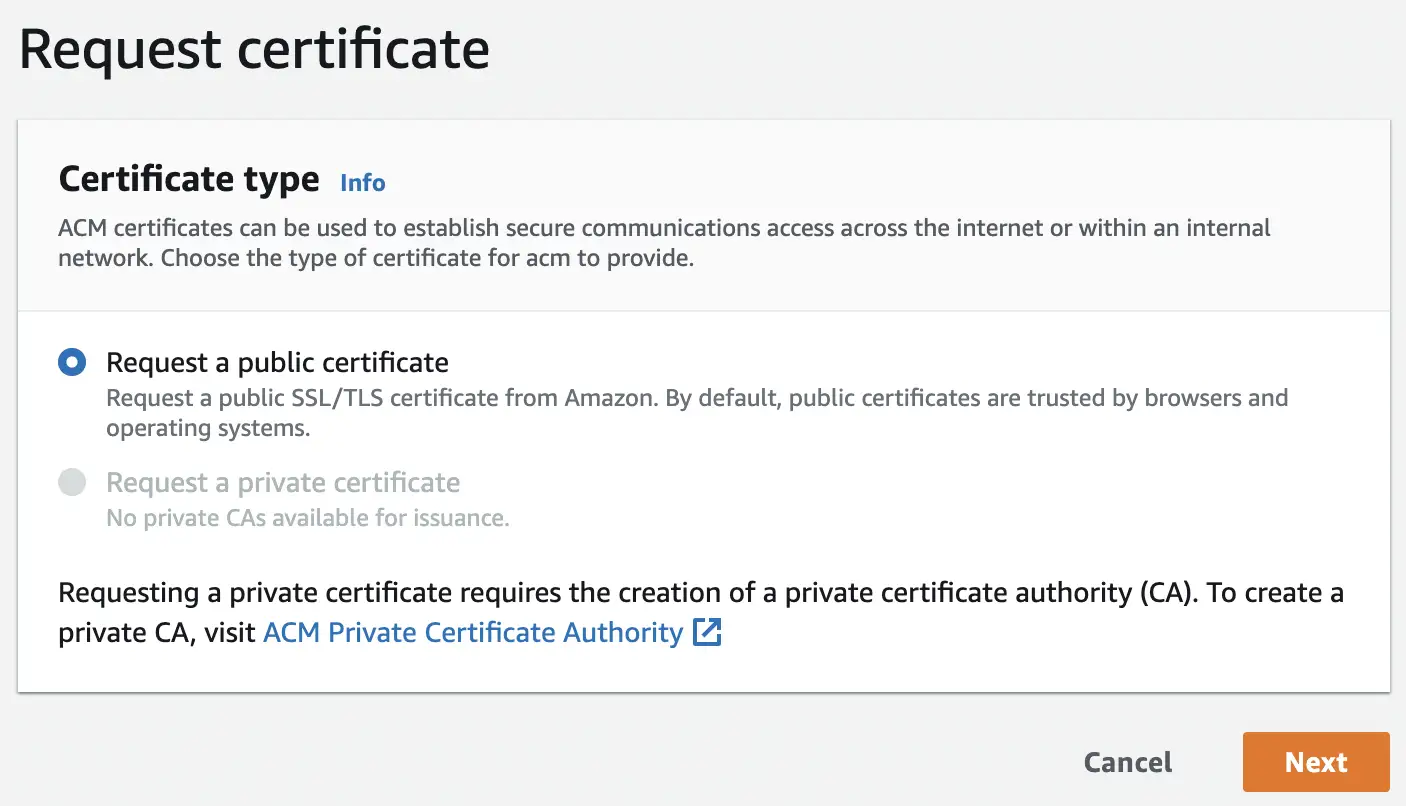 Request certificate
Certificate type Info
ACM certificates can be used to establish secure communications access across the internet or within an internal
network. Choose the type of certificate for acm to provide.
Request a public certificate
Request a public SSL/TLS certificate from Amazon. By default, public certificates are trusted by browsers and
operating systems.
Request a private certificate
No private CAs available for issuance.
Requesting a private certificate requires the creation of a private certificate authority (CA). To create a
private CA, visit ACM Private Certificate Authority
Cancel Next